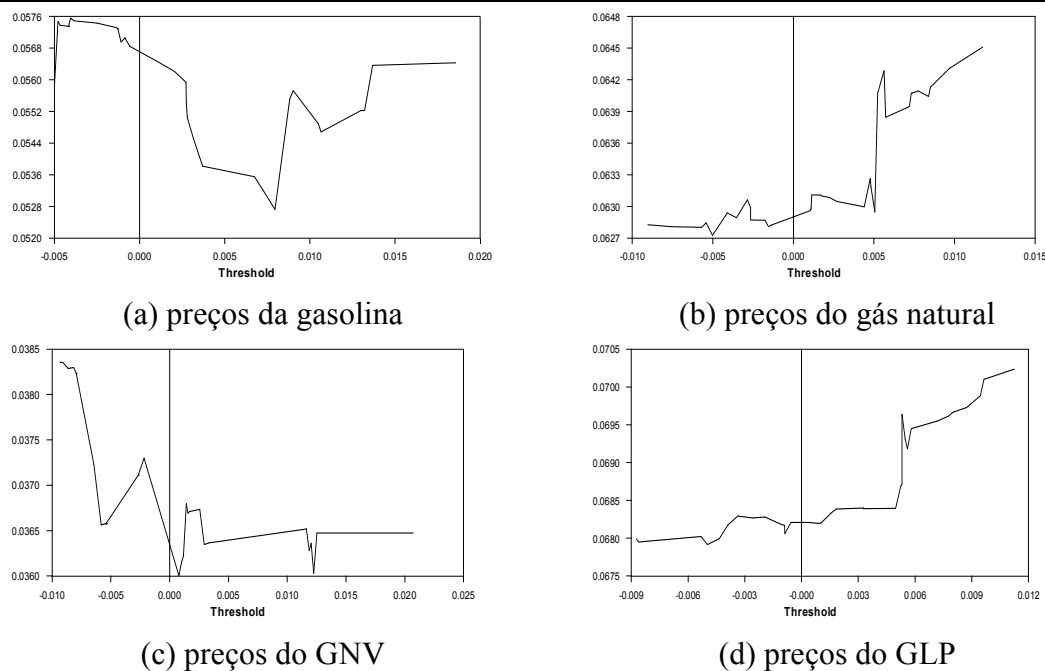 0.0576
0.0568
0.0560
0.0552
0.0544
0.0536
0.0528
0.0520
-0.005 0.000 0.005 0.010 0.015 0.020
Threshold
(a) preços da gasolina
0.0648
0.0645
0.0642
0.0639
0.0636
0.0633
0.0630
0.0627
-0.010 -0.005 0.000 0.005 0.010 0.015
Threshold
(b) preços do gás natural
0.0385
0.0380
0.0375
0.0370
0.0365
0.0360
-0.010 -0.005 0.000 0.005 0.010 0.015 0.020 0.025
Threshold
(c) preços do GNV
0.0705
0.0700
0.0695
0.0690
0.0685
0.0680
0.0675
-0.009 -0.006 -0.003 -0.000 0.003 0.006 0.009 0.012
Threshold
(d) preços do GLP